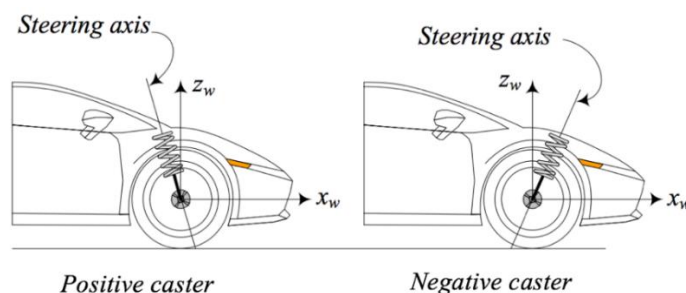 Steering axis
Steering axis
z_w
z_w
x_w
x_w
Positive caster
Negative caster